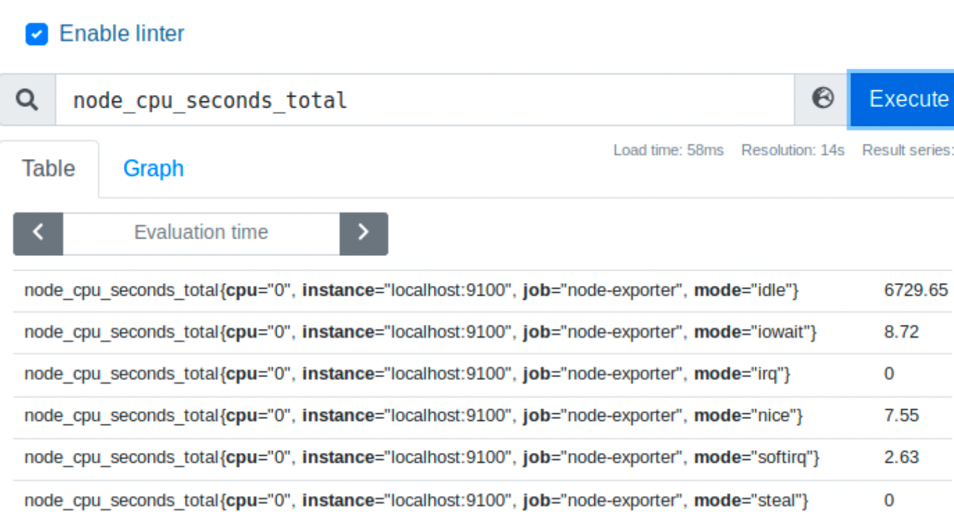 Enable linter
node_cpu_seconds_total
Execute
Load time: 58ms Resolution: 14s Result series:
Table Graph
Evaluation time
node_cpu_seconds_total{cpu="0", instance="localhost:9100", job="node-exporter", mode="idle"} 6729.65
node_cpu_seconds_total{cpu="0", instance="localhost:9100", job="node-exporter", mode="iowait"} 8.72
node_cpu_seconds_total{cpu="0", instance="localhost:9100", job="node-exporter", mode="irq"} 0
node_cpu_seconds_total{cpu="0", instance="localhost:9100", job="node-exporter", mode="nice"} 7.55
node_cpu_seconds_total{cpu="0", instance="localhost:9100", job="node-exporter", mode="softirq"} 2.63
node_cpu_seconds_total{cpu="0", instance="localhost:9100", job="node-exporter", mode="steal"} 0